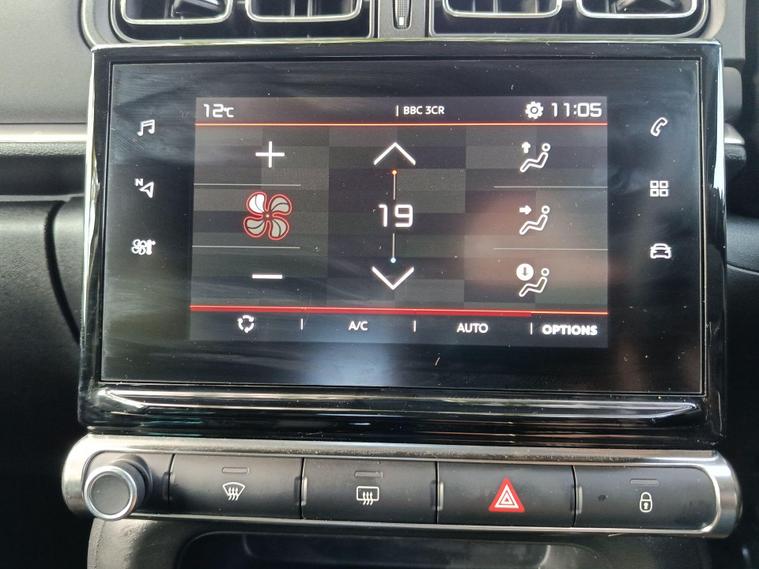 12°C | BBC 3CR 11:05
19
A/C | AUTO | OPTIONS
N